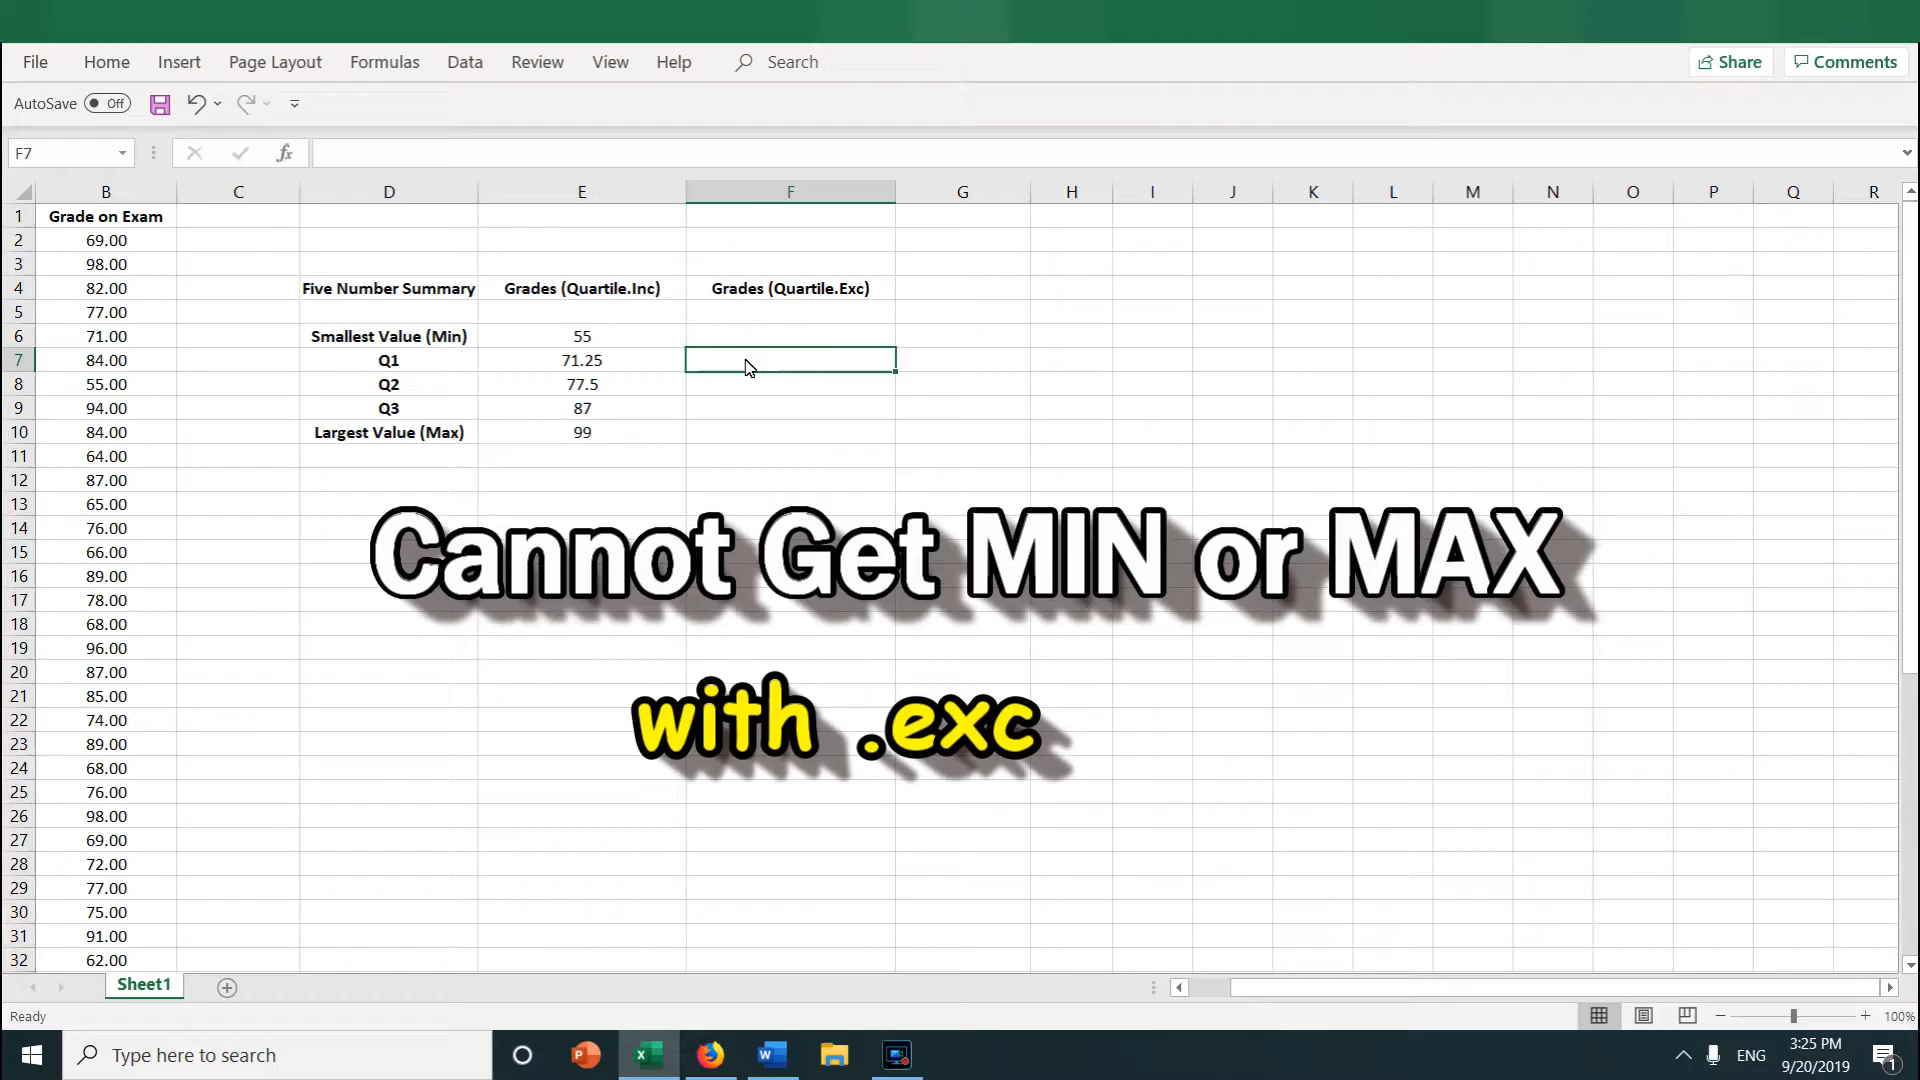 File Home Insert Page Layout Formulas Data Review View Help Search Share Comments
AutoSave Off
F7 fx
B C D E F G H I J K L M N O P Q R
1 Grade on Exam
2 69.00
3 98.00
4 82.00 Five Number Summary Grades (Quartile.Inc) Grades (Quartile.Exc)
5 77.00
6 71.00 Smallest Value (Min) 55
7 84.00 Q1 71.25
8 55.00 Q2 77.5
9 94.00 Q3 87
10 84.00 Largest Value (Max) 99
11 64.00
12 87.00
13 65.00
14 76.00
15 66.00
16 89.00
17 78.00
18 68.00
19 96.00
20 87.00
21 85.00
22 74.00
23 89.00
24 68.00
25 76.00
26 98.00
27 69.00
28 72.00
29 77.00
30 75.00
31 91.00
32 62.00
Cannot Get MIN or MAX
with .exc
Sheet1
Ready 100%
Type here to search ENG 3:25 PM
9/20/2019 1